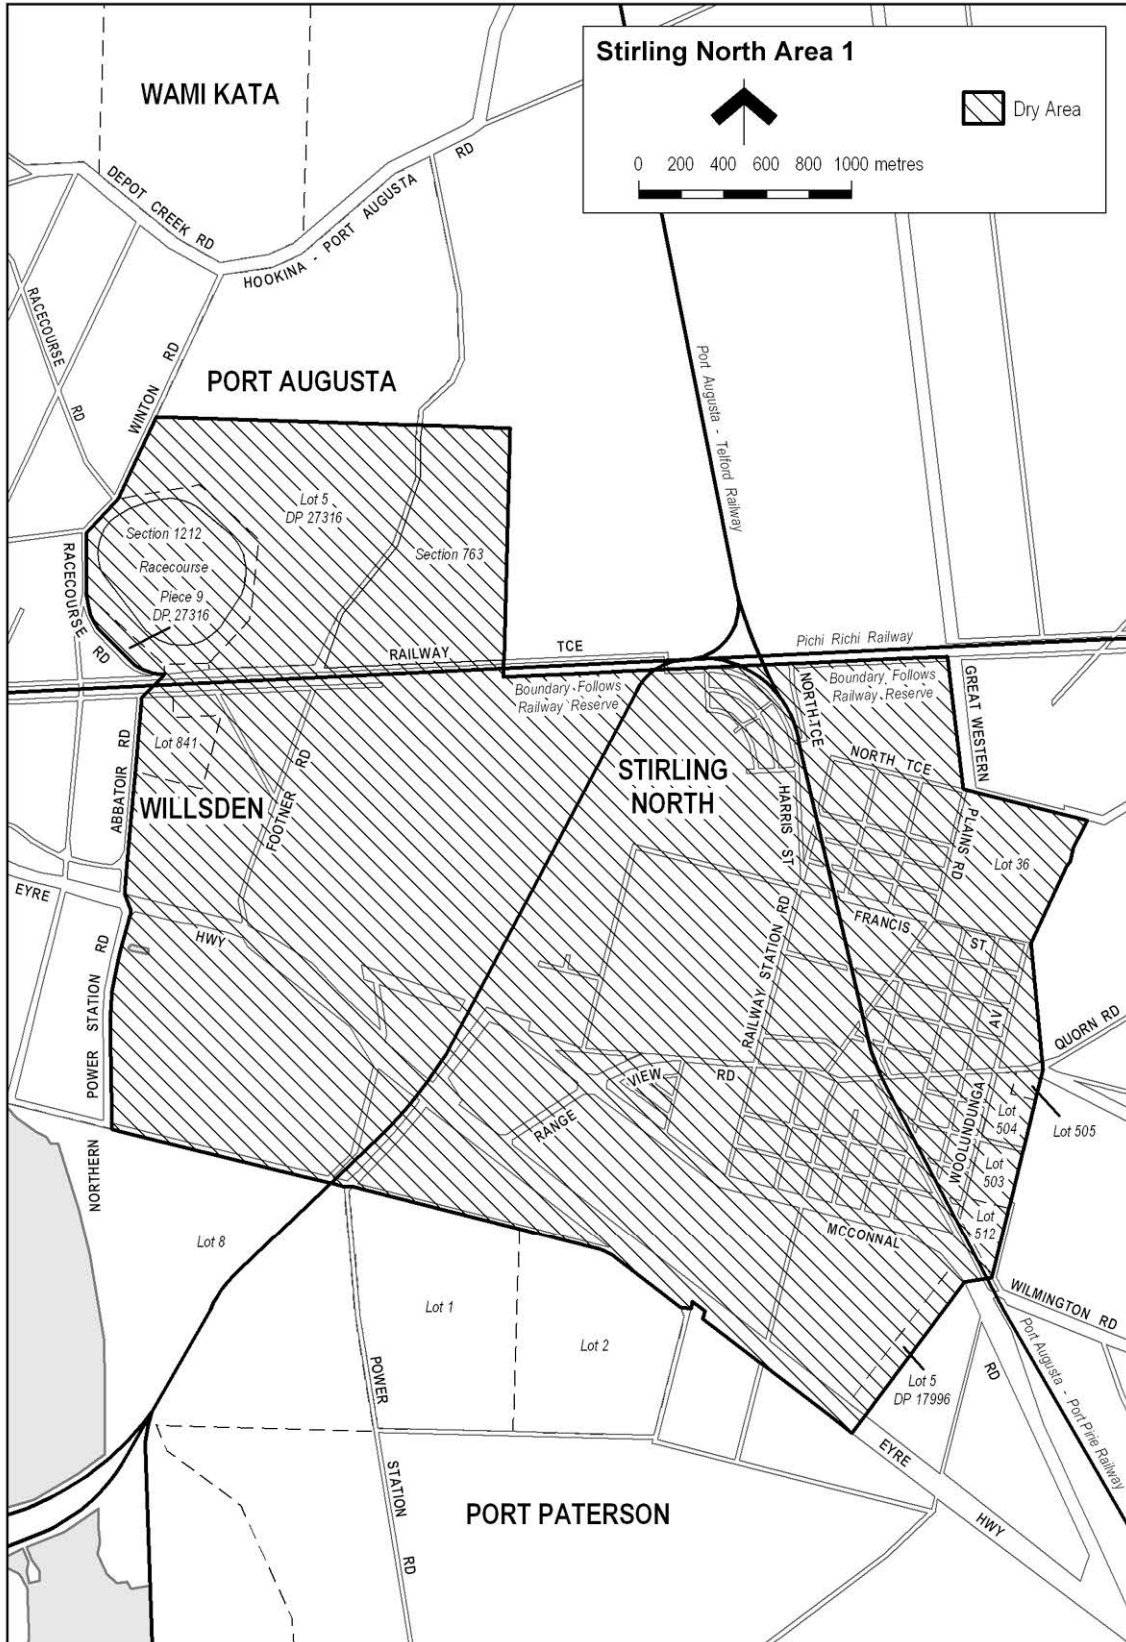 Stirling North Area 1
Dry Area
0 200 400 600 800 1000 metres
WAMI KATA
DEPOT CREEK RD
HOOKINA - PORT AUGUSTA RD
RACECOURSE RD
WINTON RD
PORT AUGUSTA
Port Augusta - Telford Railway
Lot 5
DP 27316
Section 1212
Racecourse
Section 763
Piece 9
DP 27316
RACECOURSE RD
RAILWAY TCE
Pichi Richi Railway
Boundary Follows
Railway Reserve
Boundary Follows
Railway Reserve
NORTH TCE
GREAT WESTERN
PLAINS RD
ABBATOIR RD
Lot 841
WILLSDEN
FOOTNER RD
STIRLING
NORTH
HARRIS ST
NORTH TCE
Lot 36
EYRE HWY
POWER STATION RD
NORTHERN
RAILWAY STATION RD
FRANCIS ST
WOOLUNDUNGA AV
QUORN RD
RANGE VIEW RD
Lot
504
Lot 505
Lot
503
Lot
512
MCCONNAL RD
WILMINGTON RD
Lot 8
Lot 1
Lot 2
Lot 5
DP 17996
Port Augusta - Port Pirie Railway
POWER STATION RD
EYRE HWY
PORT PATERSON